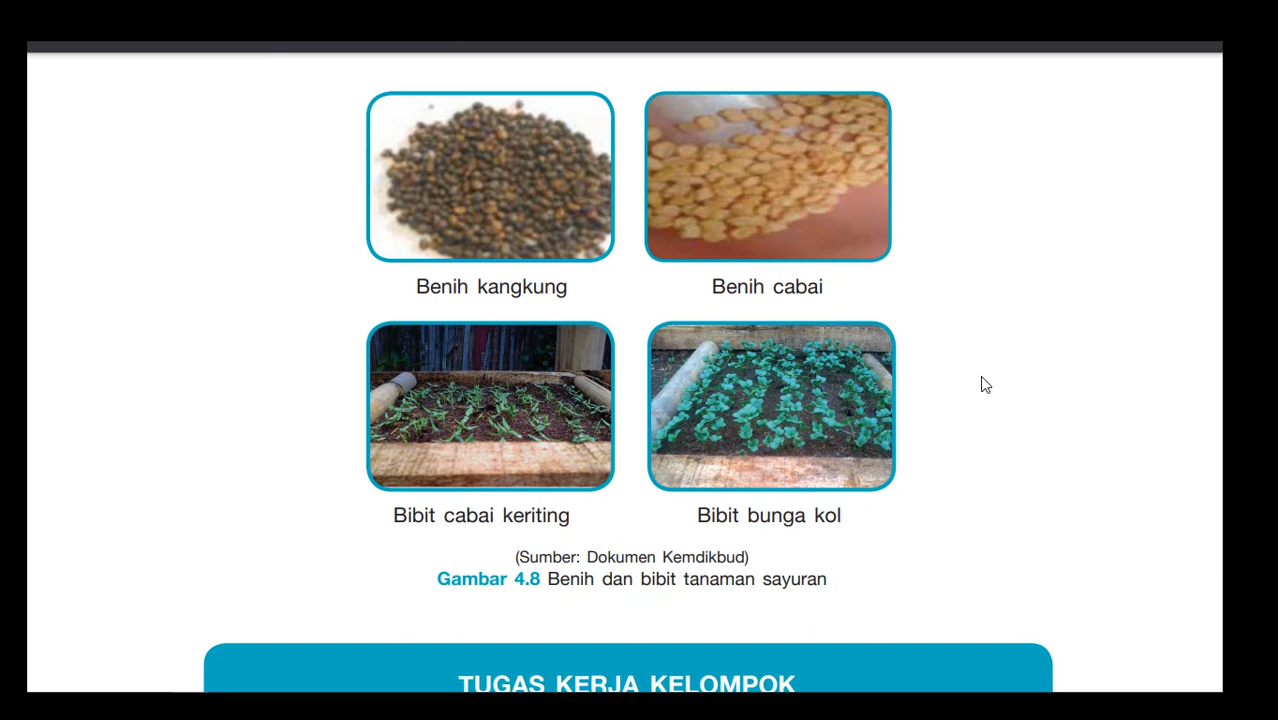 Benih kangkung
Benih cabai
Bibit cabai keriting
Bibit bunga kol
(Sumber: Dokumen Kemdikbud)
Gambar 4.8 Benih dan bibit tanaman sayuran
TUGAS KERJA KELOMPOK